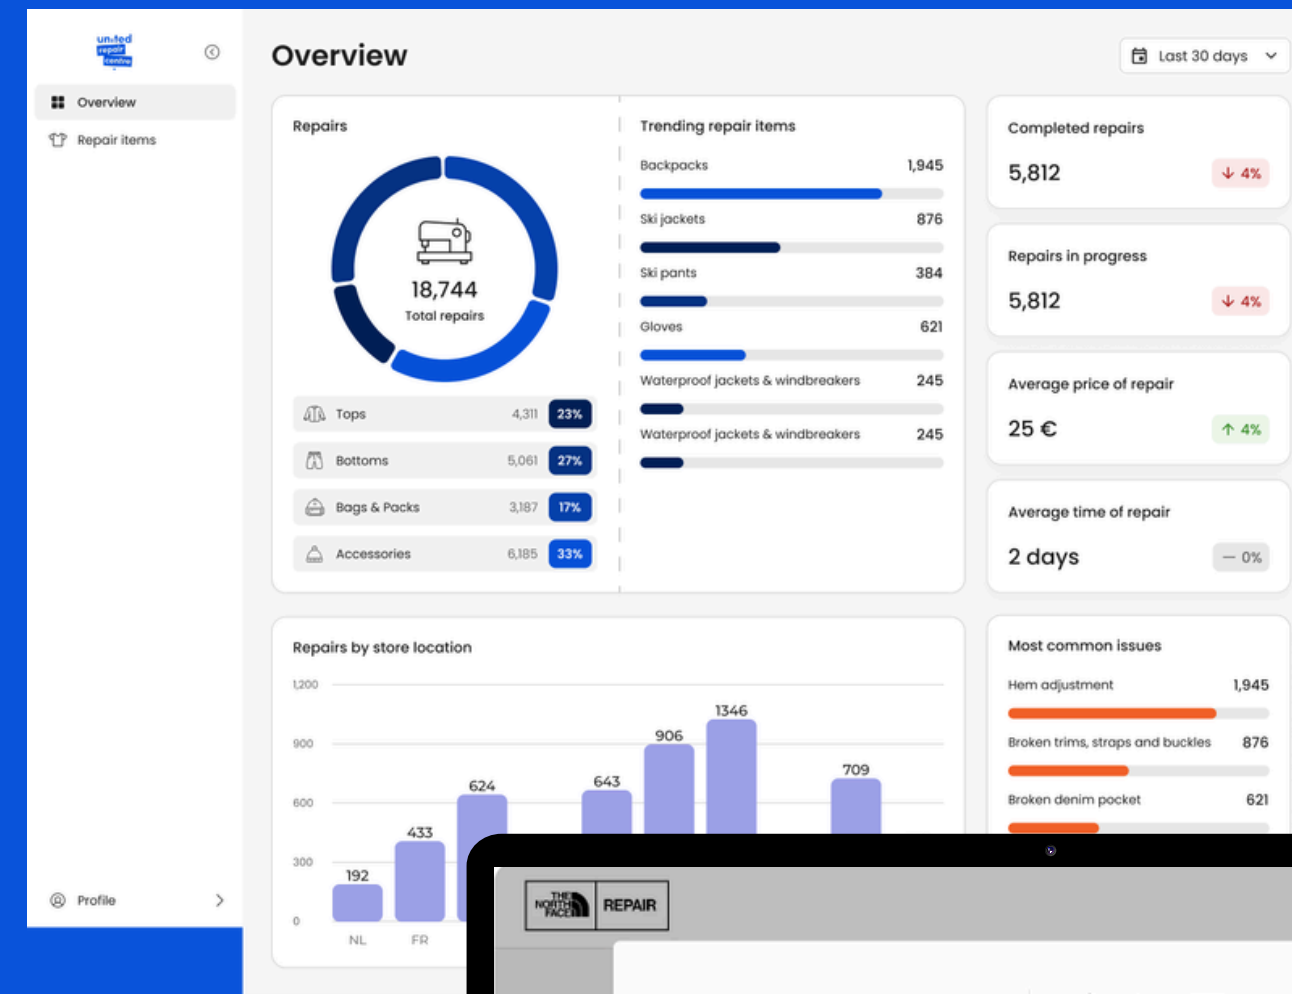 un-ted
repair
centre
Overview
Repair items
Profile
Overview
Last 30 days
Repairs
18,744
Total repairs
Tops 4,311 23%
Bottoms 5,061 27%
Bags & Packs 3,187 17%
Accessories 6,185 33%
Trending repair items
Backpacks 1,945
Ski jackets 876
Ski pants 384
Gloves 621
Waterproof jackets & windbreakers 245
Waterproof jackets & windbreakers 245
Completed repairs
5,812 4%
Repairs in progress
5,812 4%
Average price of repair
25 € 4%
Average time of repair
2 days 0%
Repairs by store location
1,200
900
600
300
0
192
433
624
643
906
1346
709
NL
FR
Most common issues
Hem adjustment 1,945
Broken trims, straps and buckles 876
Broken denim pocket 621
THE
NORTH
FACE
REPAIR